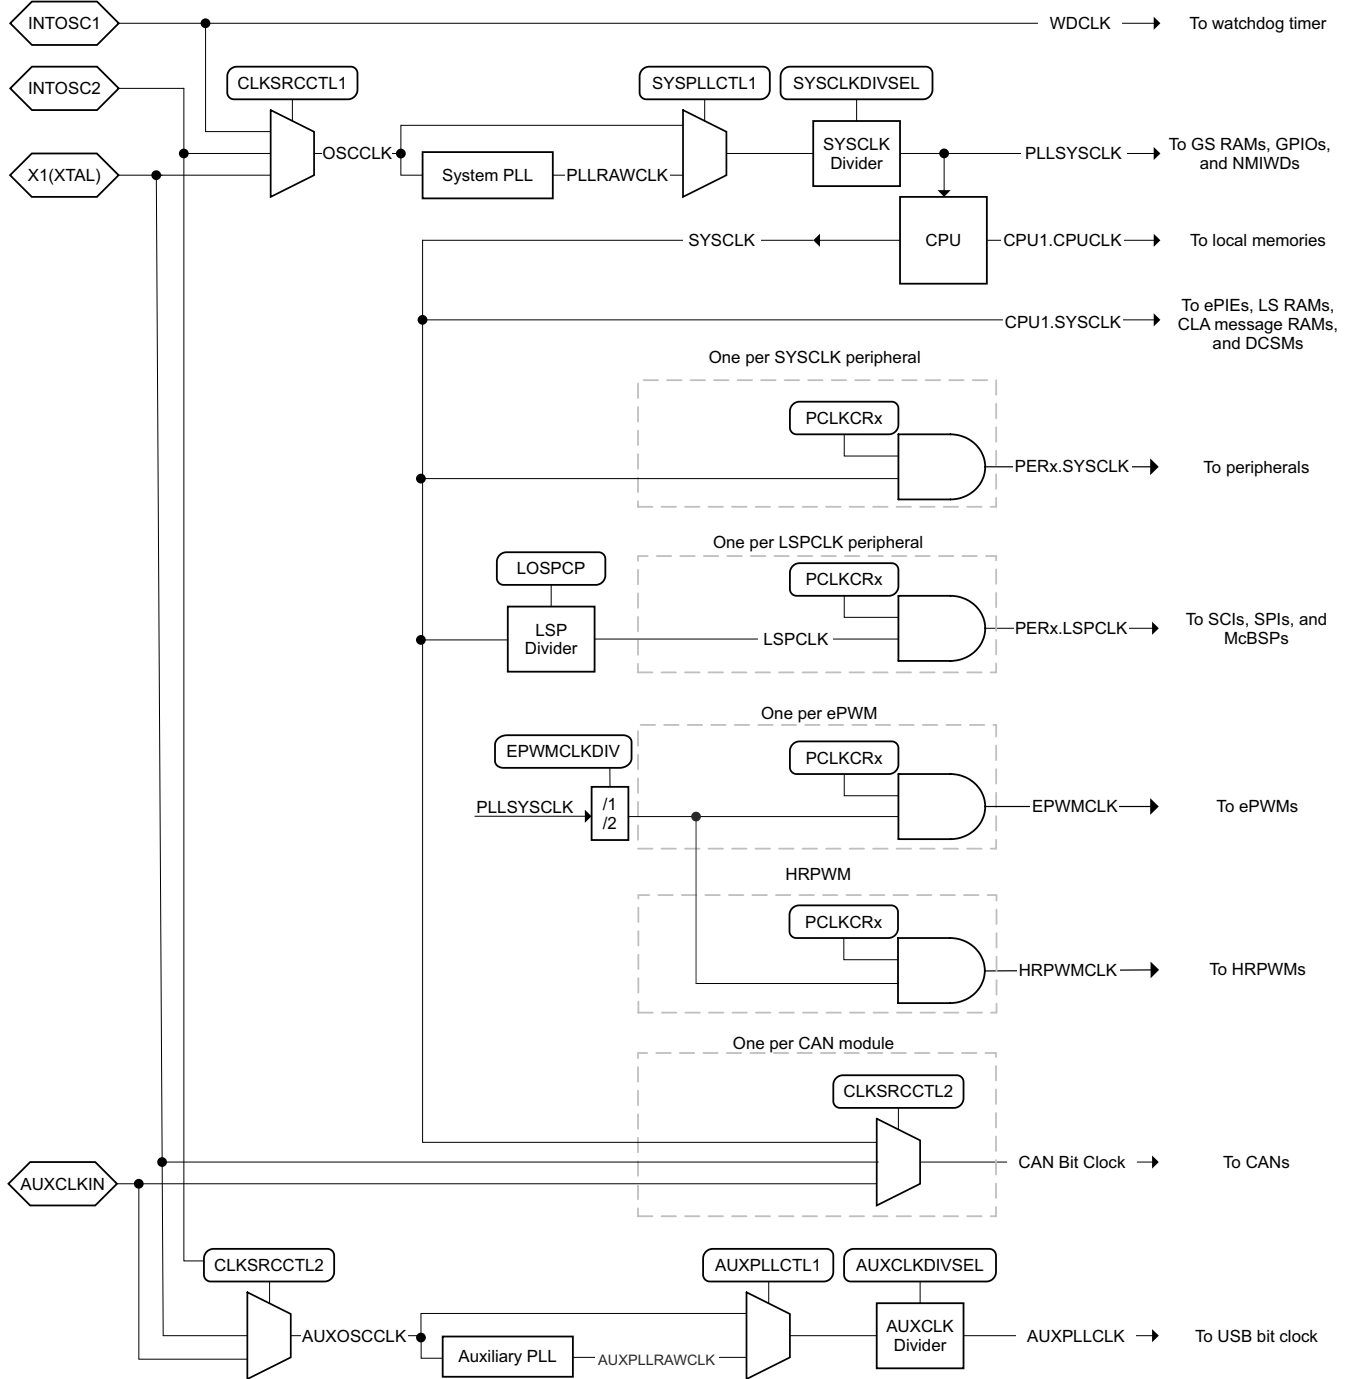 INTOSC1
WDCLK
To watchdog timer
INTOSC2
CLKSRCCTL1
SYSPLLCTL1
SYSCLKDIVSEL
X1(XTAL)
OSCCLK
System PLL
PLLRAWCLK
SYSCLK
Divider
PLLSYSCLK
To GS RAMs, GPIOs,
and NMIWDs
SYSCLK
CPU
CPU1.CPUCLK
To local memories
CPU1.SYSCLK
To ePIEs, LS RAMs,
CLA message RAMs,
and DCSMs
One per SYSCLK peripheral
PCLKCRx
PERx.SYSCLK
To peripherals
One per LSPCLK peripheral
LOSPCP
PCLKCRx
LSP
Divider
LSPCLK
PERx.LSPCLK
To SCIs, SPIs, and
McBSPs
One per ePWM
EPWMCLKDIV
PCLKCRx
PLLSYSCLK
/1
/2
EPWMCLK
To ePWMs
HRPWM
PCLKCRx
HRPWMCLK
To HRPWMs
One per CAN module
CLKSRCCTL2
AUXCLKIN
CAN Bit Clock
To CANs
CLKSRCCTL2
AUXPLLCTL1
AUXCLKDIVSEL
AUXOSCCLK
Auxiliary PLL
AUXPLLRAWCLK
AUXCLK
Divider
AUXPLLCLK
To USB bit clock